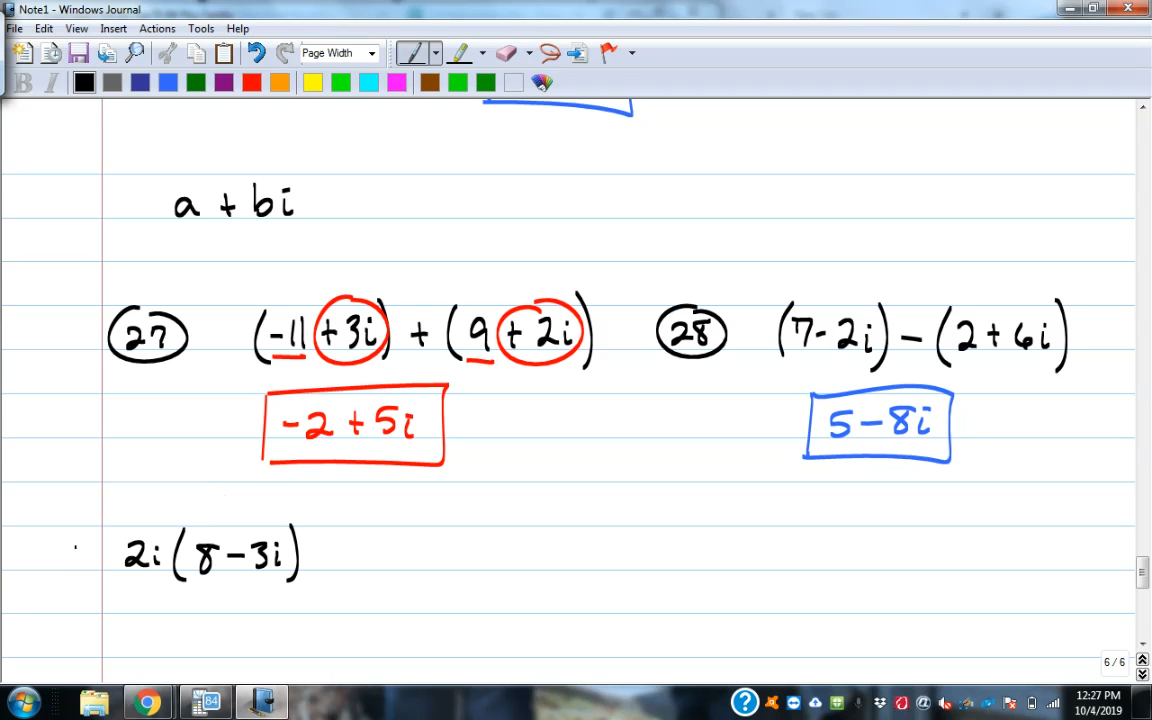 Note1 - Windows Journal
File Edit View Insert Actions Tools Help
Page Width
B I
a + bi
27 (-11 + 3i) + (9 + 2i) 28 (7 - 2i) - (2 + 6i)
-2 + 5i 5 - 8i
2i(8 - 3i)
6 / 6
84
12:27 PM
10/4/2019